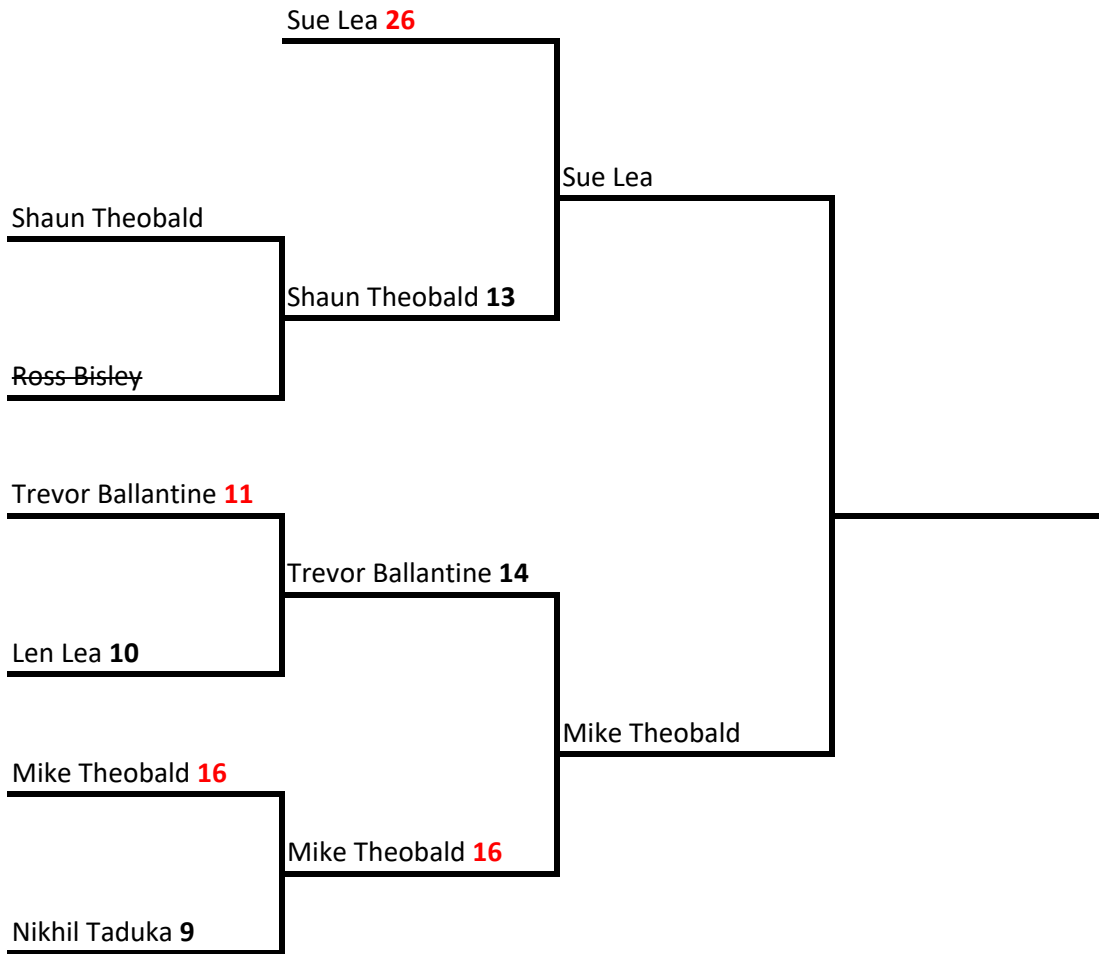 Sue Lea 26
Sue Lea
Shaun Theobald
Shaun Theobald 13
Ross Bisley
Trevor Ballantine 11
Trevor Ballantine 14
Len Lea 10
Mike Theobald
Mike Theobald 16
Mike Theobald 16
Nikhil Taduka 9